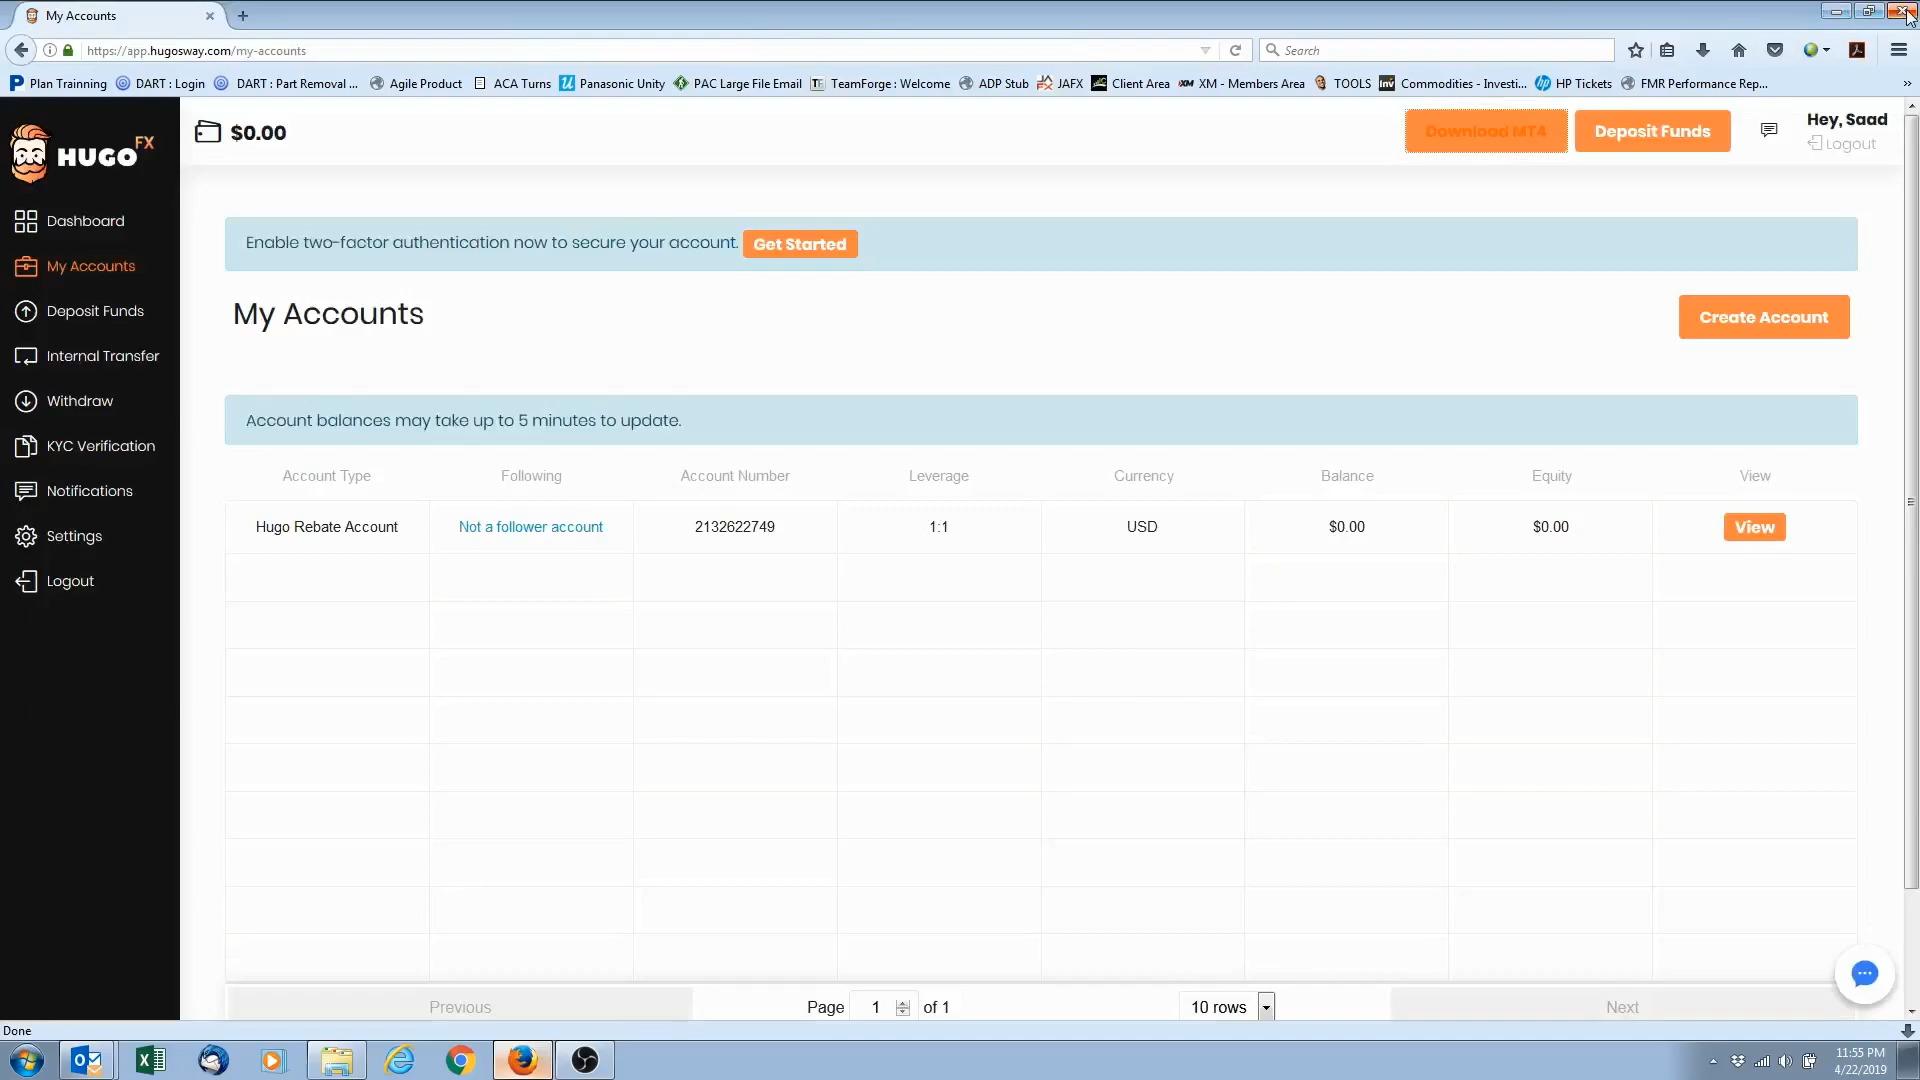 My Accounts
https://app.hugosway.com/my-accounts
Search
Plan Trainning
DART : Login
DART : Part Removal ...
Agile Product
ACA Turns
Panasonic Unity
PAC Large File Email
TeamForge : Welcome
ADP Stub
JAFX
Client Area
XM - Members Area
TOOLS
Commodities - Investi...
HP Tickets
FMR Performance Rep...
HUGO FX
$0.00
Download MT4
Deposit Funds
Hey, Saad
Logout
Dashboard
My Accounts
Deposit Funds
Internal Transfer
Withdraw
KYC Verification
Notifications
Settings
Logout
Enable two-factor authentication now to secure your account. Get Started
My Accounts
Create Account
Account balances may take up to 5 minutes to update.
Account Type Following Account Number Leverage Currency Balance Equity View
Hugo Rebate Account Not a follower account 2132622749 1:1 USD $0.00 $0.00 View
Previous Page 1 of 1 10 rows Next
Done
11:55 PM
4/22/2019